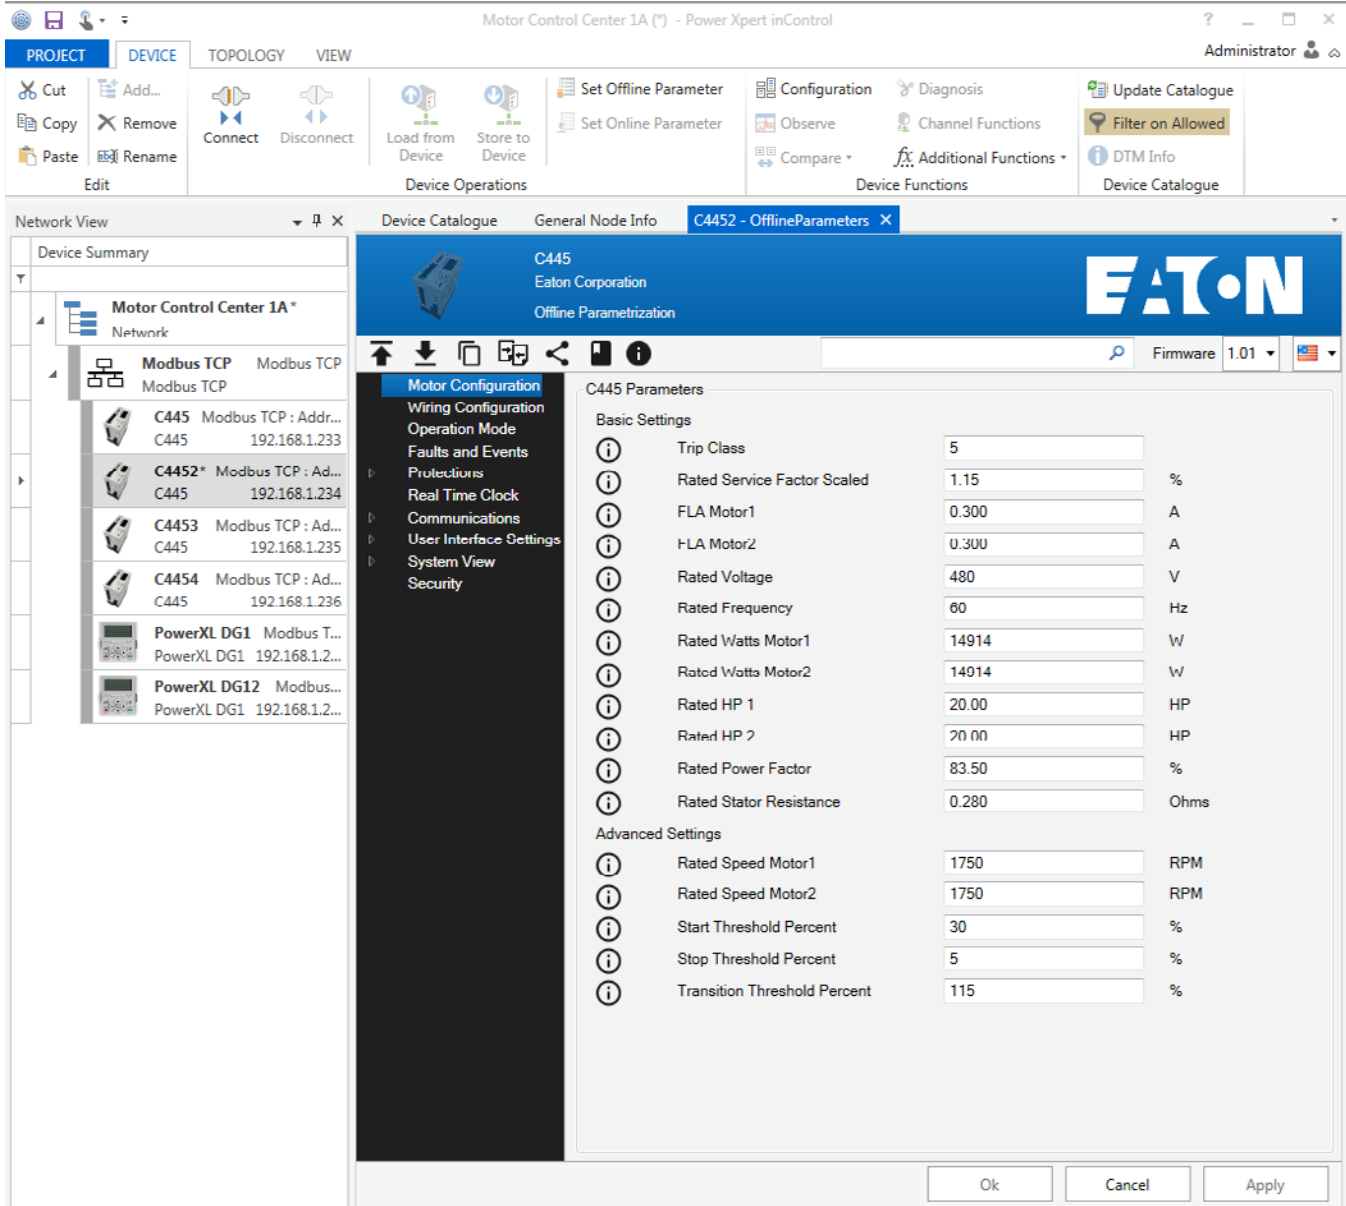 Motor Control Center 1A (*) - Power Xpert inControl
PROJECT DEVICE TOPOLOGY VIEW Administrator
Cut Add... Set Offline Parameter Configuration Diagnosis Update Catalogue
Copy Remove Connect Disconnect Load from Device Store to Device Set Online Parameter Observe Channel Functions Filter on Allowed
Paste Rename Compare Additional Functions DTM Info
Edit Device Operations Device Functions Device Catalogue
Network View Device Catalogue General Node Info C4452 - OfflineParameters X
Device Summary
Motor Control Center 1A*
Network
Modbus TCP Modbus TCP
Modbus TCP
C445 Modbus TCP : Addr...
C445 192.168.1.233
C4452* Modbus TCP : Ad...
C445 192.168.1.234
C4453 Modbus TCP : Ad...
C445 192.168.1.235
C4454 Modbus TCP : Ad...
C445 192.168.1.236
PowerXL DG1 Modbus T...
PowerXL DG1 192.168.1.2...
PowerXL DG12 Modbus...
PowerXL DG1 192.168.1.2...
C445
Eaton Corporation
Offline Parametrization
EATON
Firmware 1.01
Motor Configuration
Wiring Configuration
Operation Mode
Faults and Events
Protections
Real Time Clock
Communications
User Interface Settings
System View
Security
C445 Parameters
Basic Settings
Trip Class 5
Rated Service Factor Scaled 1.15 %
FLA Motor1 0.300 A
FLA Motor2 0.300 A
Rated Voltage 480 V
Rated Frequency 60 Hz
Rated Watts Motor1 14914 W
Rated Watts Motor2 14914 W
Rated HP 1 20.00 HP
Rated HP 2 20.00 HP
Rated Power Factor 83.50 %
Rated Stator Resistance 0.280 Ohms
Advanced Settings
Rated Speed Motor1 1750 RPM
Rated Speed Motor2 1750 RPM
Start Threshold Percent 30 %
Stop Threshold Percent 5 %
Transition Threshold Percent 115 %
Ok Cancel Apply